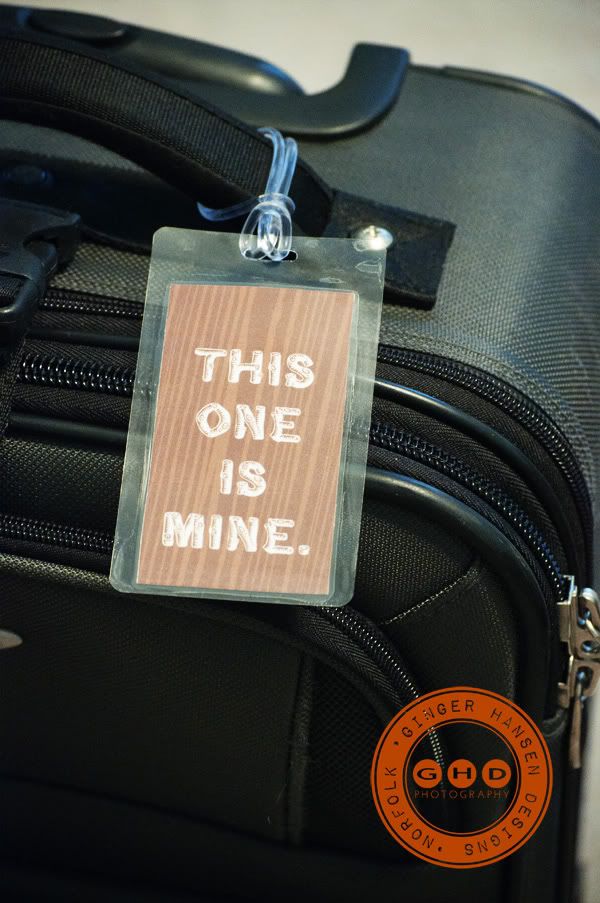 THIS
ONE
IS
MINE.
GINGER HANSEN DESIGNS · NORFOLK ·
GHD
PHOTOGRAPHY